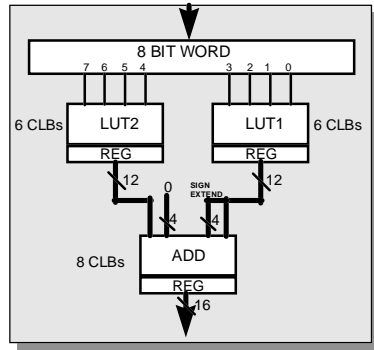 8 BIT WORD
7 6 5 4 3 2 1 0
6 CLBs LUT2 LUT1 6 CLBs
REG REG
12 0 SIGN EXTEND 12
4 4
8 CLBs ADD
REG
16